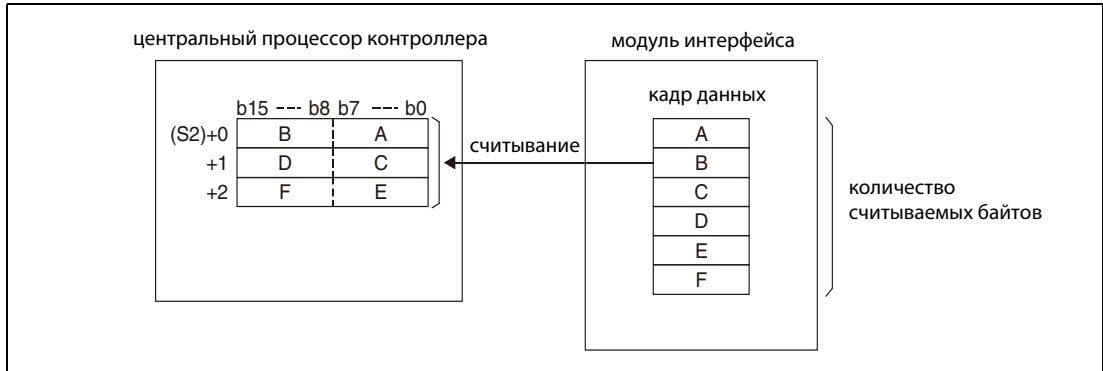 центральный процессор контроллера
модуль интерфейса
кадр данных
b15 --- b8 b7 --- b0
(S2)+0 B A
+1 D C
+2 F E
считывание
A
B
C
D
E
F
количество
считываемых байтов